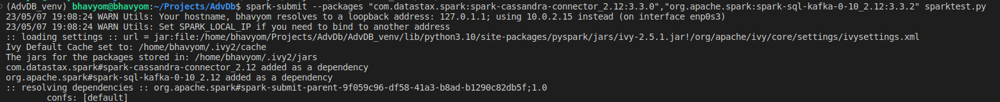 (AdvDB_venv) bhavyom@bhavyom:~/Projects/AdvDb$ spark-submit --packages "com.datastax.spark:spark-cassandra-connector_2.12:3.3.0","org.apache.spark:spark-sql-kafka-0-10_2.12:3.3.2" sparktest.py
23/05/07 19:08:24 WARN Utils: Your hostname, bhavyom resolves to a loopback address: 127.0.1.1; using 10.0.2.15 instead (on interface enp0s3)
23/05/07 19:08:24 WARN Utils: Set SPARK_LOCAL_IP if you need to bind to another address
:: loading settings :: url = jar:file:/home/bhavyom/Projects/AdvDb/AdvDB_venv/lib/python3.10/site-packages/pyspark/jars/ivy-2.5.1.jar!/org/apache/ivy/core/settings/ivysettings.xml
Ivy Default Cache set to: /home/bhavyom/.ivy2/cache
The jars for the packages stored in: /home/bhavyom/.ivy2/jars
com.datastax.spark#spark-cassandra-connector_2.12 added as a dependency
org.apache.spark#spark-sql-kafka-0-10_2.12 added as a dependency
:: resolving dependencies :: org.apache.spark#spark-submit-parent-9f059c96-df58-41a3-b8ad-b1290c82db5f;1.0
confs: [default]